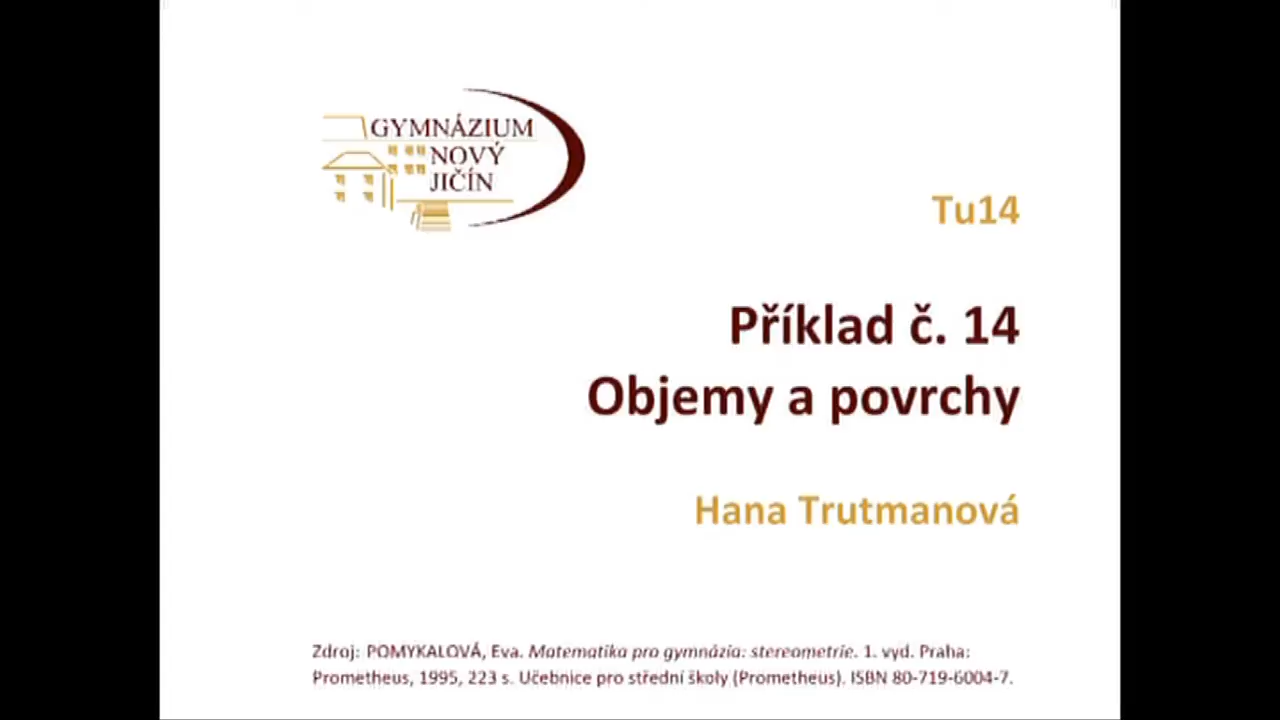 GYMNÁZIUM
NOVÝ
JIČÍN
Tu14
Příklad č. 14
Objemy a povrchy
Hana Trutmanová
Zdroj: POMYKALOVÁ, Eva. Matematika pro gymnázia: stereometrie. 1. vyd. Praha:
Prometheus, 1995, 223 s. Učebnice pro střední školy (Prometheus). ISBN 80-719-6004-7.